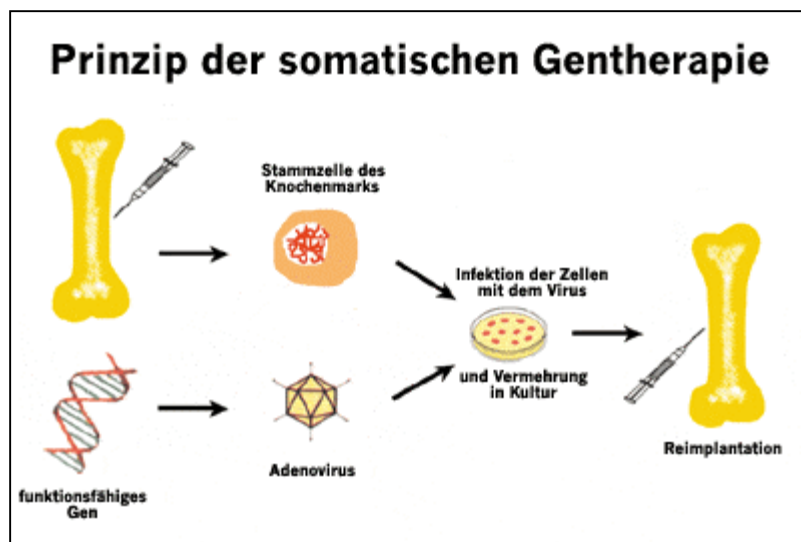 Prinzip der somatischen Gentherapie
Stammzelle des
Knochenmarks
Infektion der Zellen
mit dem Virus
und Vermehrung
in Kultur
Reimplantation
Adenovirus
funktionsfähiges
Gen